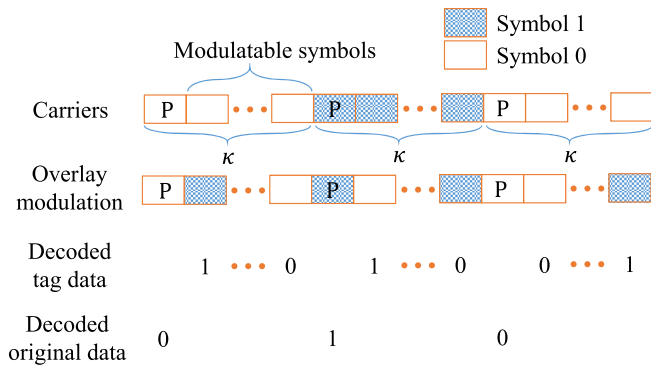 Symbol 1
Symbol 0
Modulatable symbols
Carriers P P P
κ κ κ
Overlay
modulation
P P P
Decoded
tag data
1 0 1 0 0 1
Decoded
original data
0 1 0